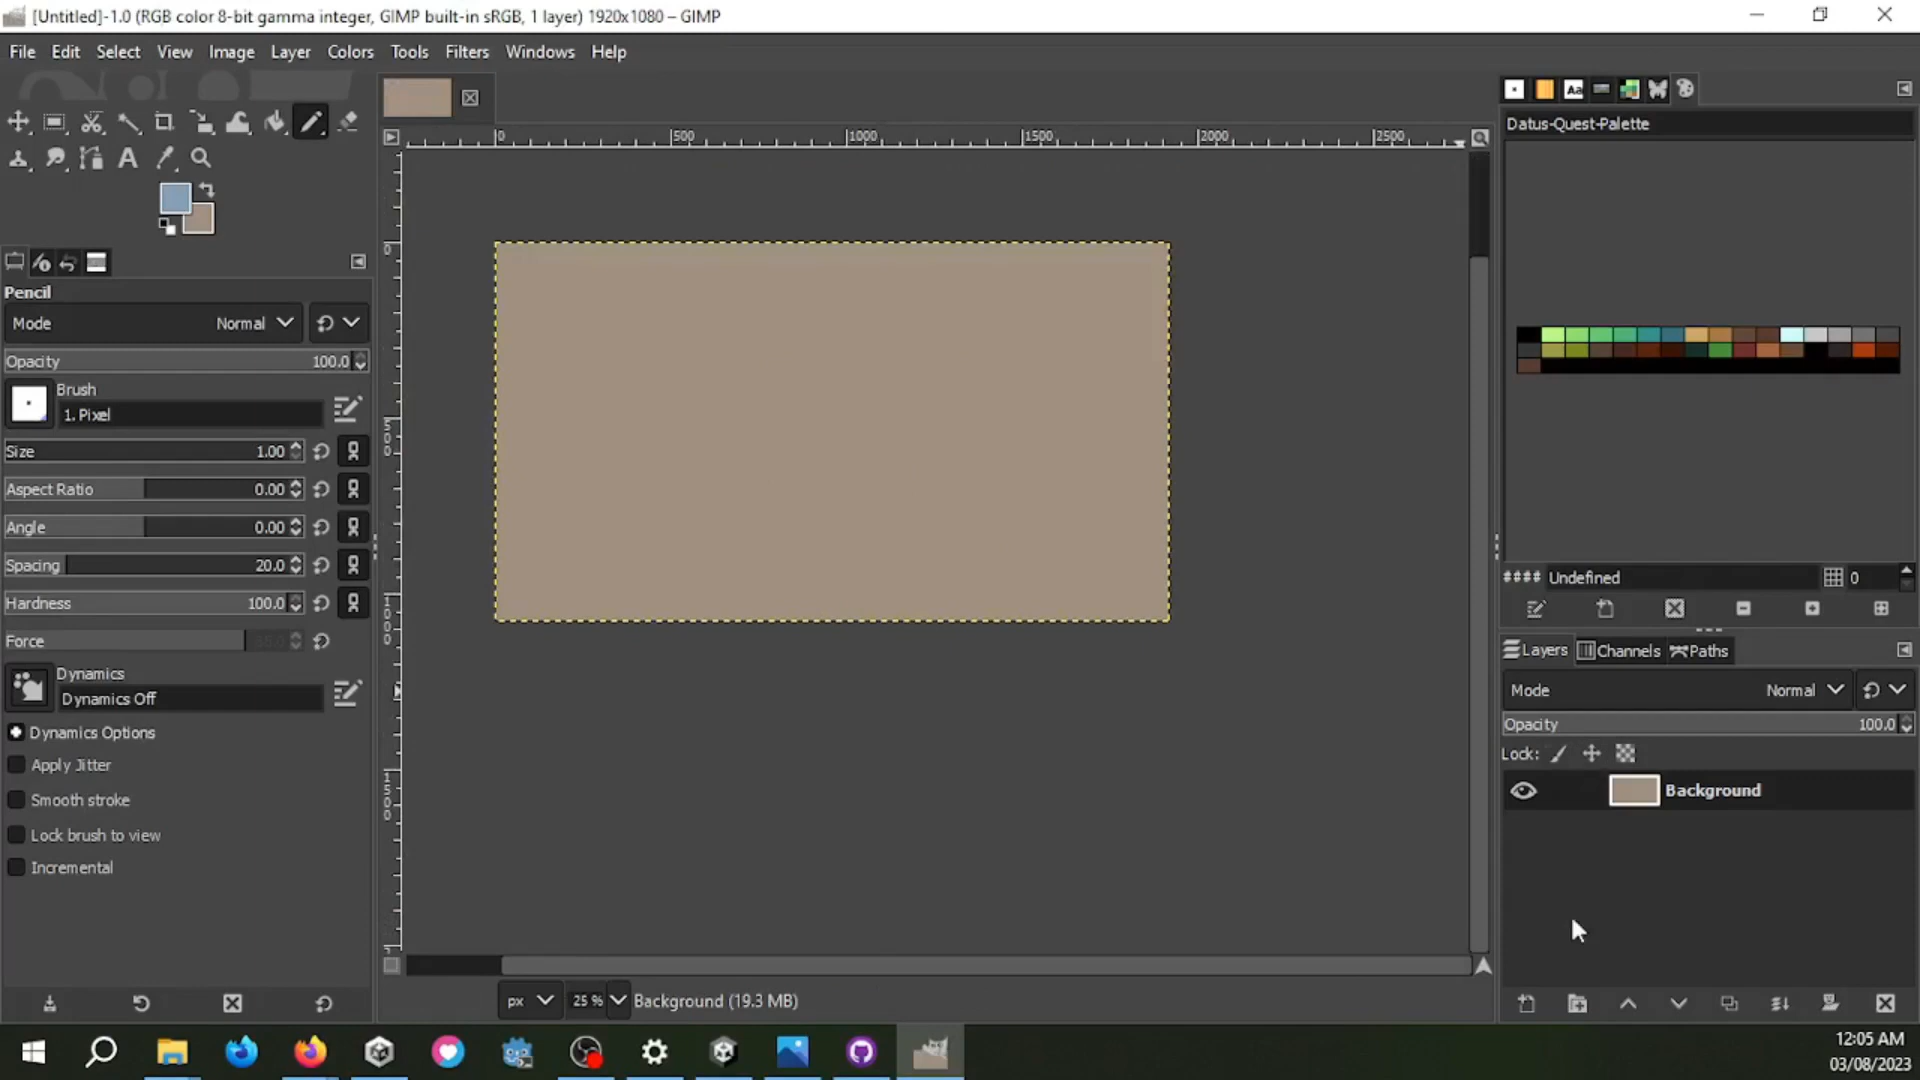 [Untitled]-1.0 (RGB color 8-bit gamma integer, GIMP built-in sRGB, 1 layer) 1920x1080 – GIMP
File Edit Select View Image Layer Colors Tools Filters Windows Help
0 500 1000 1500 2000 2500
Datus-Quest-Palette
Pencil
Mode Normal
Opacity 100.0
Brush
1. Pixel
Size 1.00
Aspect Ratio 0.00
Angle 0.00
Spacing 20.0
Hardness 100.0
Force
Dynamics
Dynamics Off
Dynamics Options
Apply Jitter
Smooth stroke
Lock brush to view
Incremental
0
500
1000
1500
#### Undefined 0
Layers Channels Paths
Mode Normal
Opacity 100.0
Lock:
Background
px 25 % Background (19.3 MB)
12:05 AM
03/08/2023